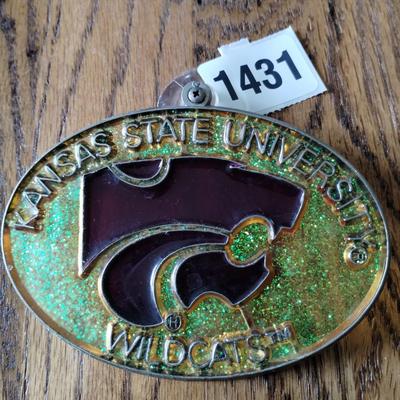 1431
KANSAS STATE UNIVERSITY®
H
WILDCATS™